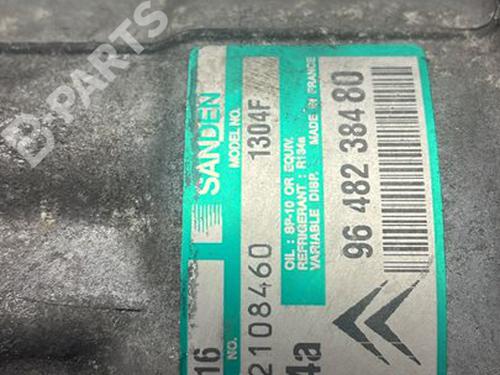 B-PARTS
SANDEN
MODEL NO.
1304F
OIL : SP-10 OR EQUIV.
REFRIGERANT : R134a
VARIABLE DISP. MADE IN FRANCE
96 482 384 80
16
NO.
2108460
4a